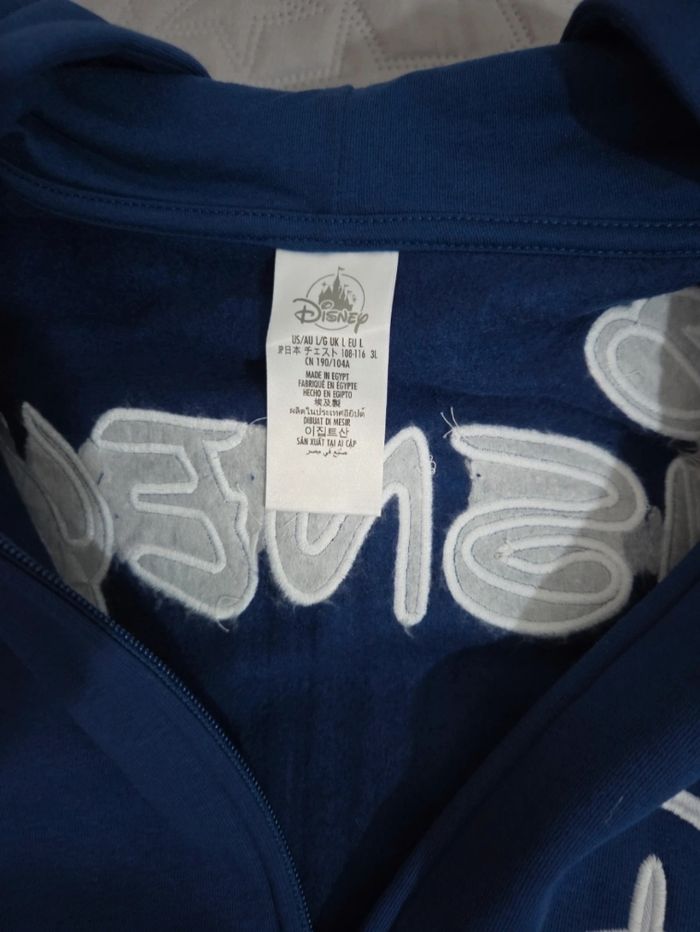 DISNEY
US/AU L/G UK L EU L
JP日本 チェスト 108-116 3L
CN 190/104A
MADE IN EGYPT
FABRIQUÉ EN ÉGYPTE
HECHO EN EGIPTO
埃及製
ผลิตในประเทศอียิปต์
DIBUAT DI MESIR
이집트산
SẢN XUẤT TẠI AI CẬP
صنع في مصر